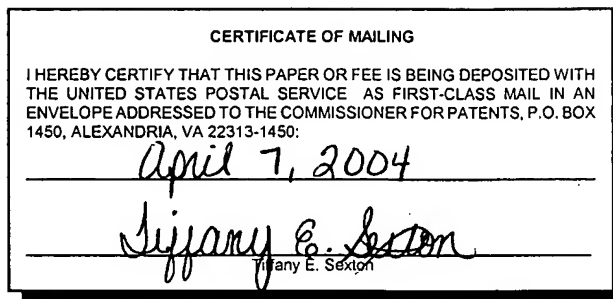 CERTIFICATE OF MAILING
I HEREBY CERTIFY THAT THIS PAPER OR FEE IS BEING DEPOSITED WITH
THE UNITED STATES POSTAL SERVICE AS FIRST-CLASS MAIL IN AN
ENVELOPE ADDRESSED TO THE COMMISSIONER FOR PATENTS, P.O. BOX
1450, ALEXANDRIA, VA 22313-1450:
April 7, 2004
Tiffany E. Sexton
Tiffany E. Sexton